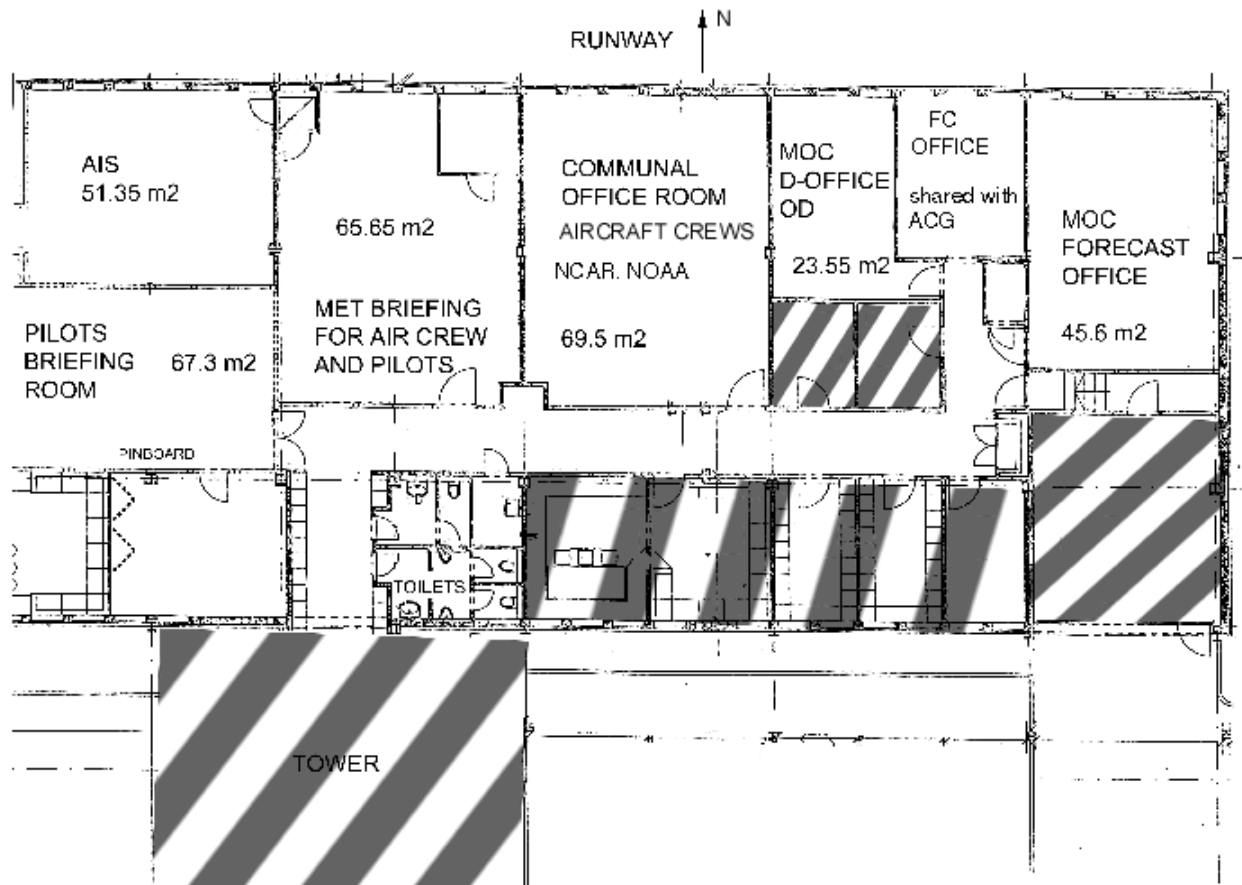 RUNWAY
N
AIS
51.35 m2
65.65 m2
MET BRIEFING
FOR AIR CREW
AND PILOTS
COMMUNAL
OFFICE ROOM
AIRCRAFT CREWS
NCAR. NOAA
69.5 m2
MOC
D-OFFICE
OD
23.55 m2
FC
OFFICE
shared with
ACG
MOC
FORECAST
OFFICE
45.6 m2
PILOTS
BRIEFING
ROOM
67.3 m2
PINBOARD
TOILETS
TOWER